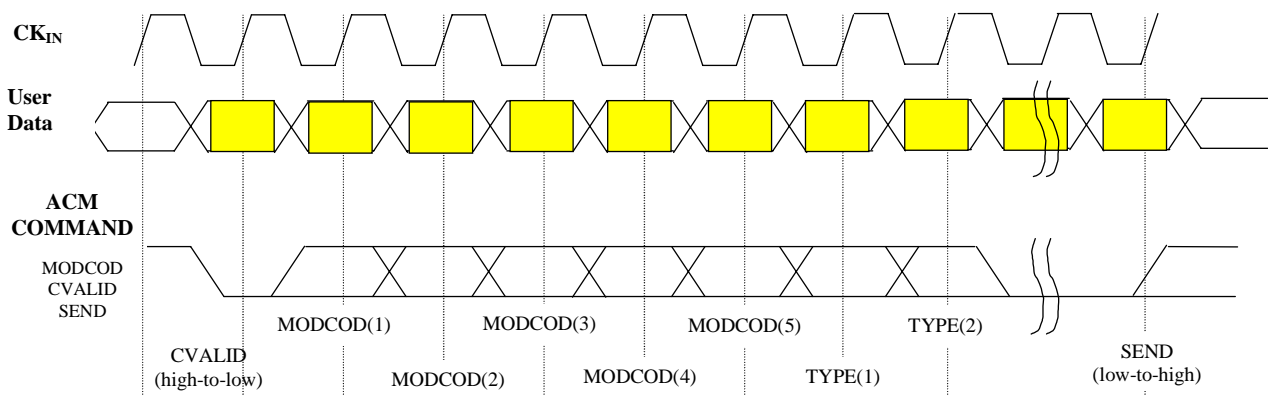 CKIN
User
Data
ACM
COMMAND
MODCOD
CVALID
SEND
MODCOD(1)
MODCOD(3)
MODCOD(5)
TYPE(2)
CVALID
(high-to-low)
MODCOD(2)
MODCOD(4)
TYPE(1)
SEND
(low-to-high)